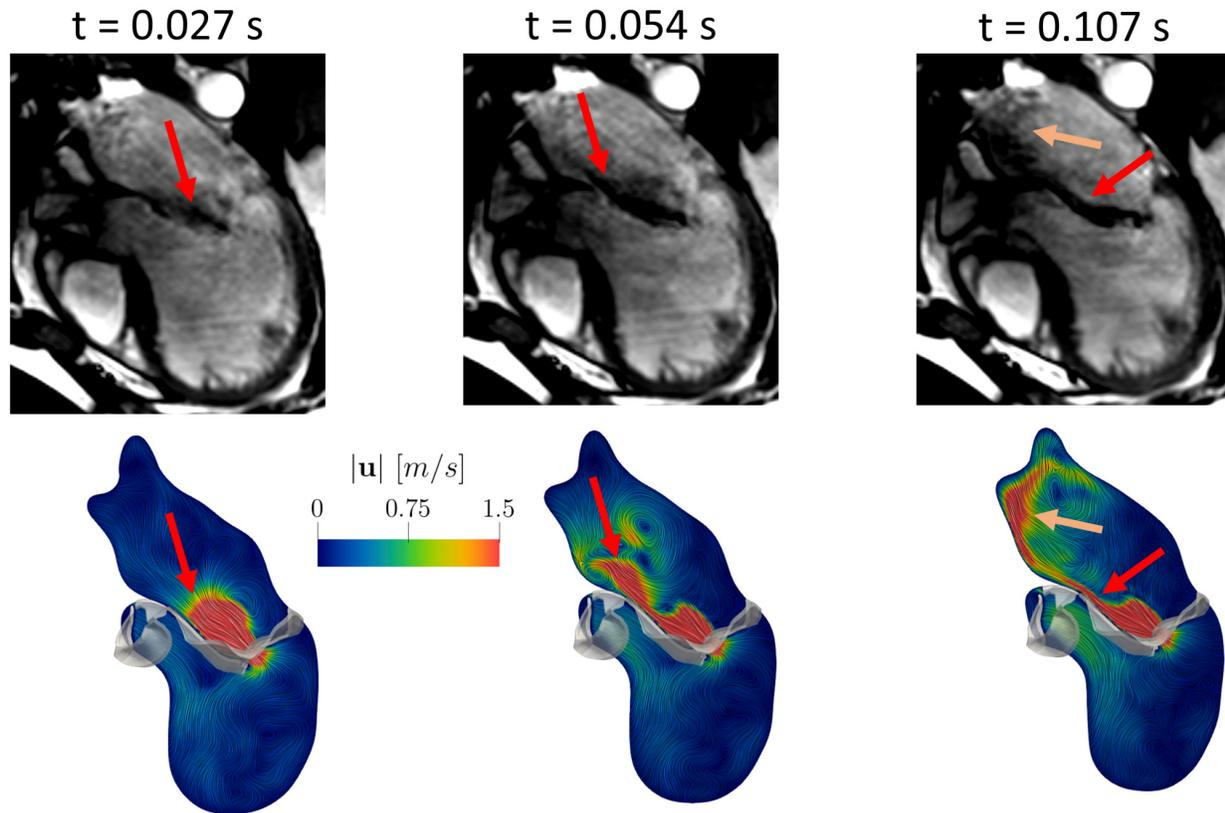 t = 0.027 s
t = 0.054 s
t = 0.107 s
|u| [m/s]
0 0.75 1.5